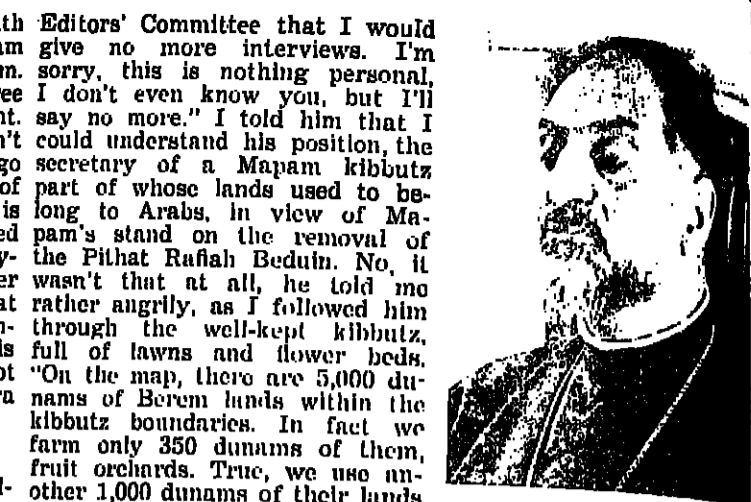 Editors' Committee that I would
give no more interviews. I'm
sorry, this is nothing personal,
I don't even know you, but I'll
say no more." I told him that I
could understand his position, the
secretary of a Mapam kibbutz
part of whose lands used to be-
long to Arabs, in view of Ma-
pam's stand on the removal of
the Pithat Rafiah Beduin. No, it
wasn't that at all, he told me
rather angrily, as I followed him
through the well-kept kibbutz,
full of lawns and flower beds.
"On the map, there are 5,000 du-
nams of Berem lands within the
kibbutz boundaries. In fact we
farm only 350 dunams of them,
fruit orchards. True, we use an-
other 1,000 dunams of their lands